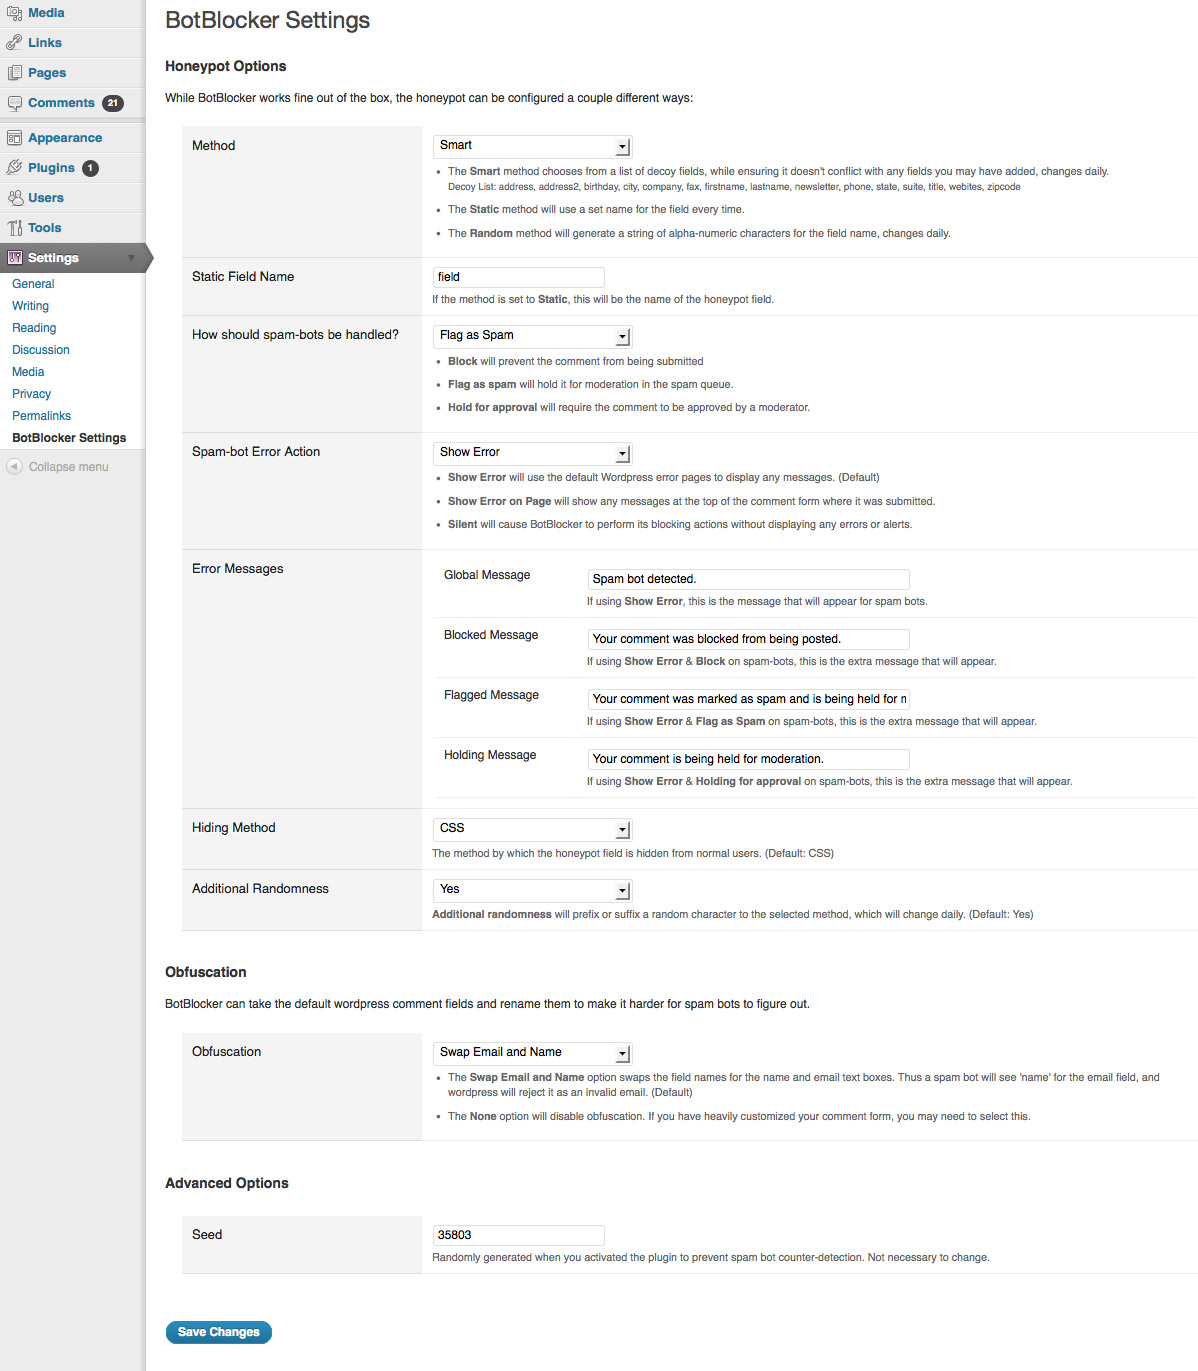 Media
Links
Pages
Comments 21
Appearance
Plugins 1
Users
Tools
Settings
General
Writing
Reading
Discussion
Media
Privacy
Permalinks
BotBlocker Settings
Collapse menu
BotBlocker Settings
Honeypot Options
While BotBlocker works fine out of the box, the honeypot can be configured a couple different ways:
Method
Smart
• The Smart method chooses from a list of decoy fields, while ensuring it doesn't conflict with any fields you may have added, changes daily.
Decoy List: address, address2, birthday, city, company, fax, firstname, lastname, newsletter, phone, state, suite, title, webites, zipcode
• The Static method will use a set name for the field every time.
• The Random method will generate a string of alpha-numeric characters for the field name, changes daily.
Static Field Name
field
If the method is set to Static, this will be the name of the honeypot field.
How should spam-bots be handled?
Flag as Spam
• Block will prevent the comment from being submitted
• Flag as spam will hold it for moderation in the spam queue.
• Hold for approval will require the comment to be approved by a moderator.
Spam-bot Error Action
Show Error
• Show Error will use the default Wordpress error pages to display any messages. (Default)
• Show Error on Page will show any messages at the top of the comment form where it was submitted.
• Silent will cause BotBlocker to perform its blocking actions without displaying any errors or alerts.
Error Messages
Global Message
Spam bot detected.
If using Show Error, this is the message that will appear for spam bots.
Blocked Message
Your comment was blocked from being posted.
If using Show Error & Block on spam-bots, this is the extra message that will appear.
Flagged Message
Your comment was marked as spam and is being held for m
If using Show Error & Flag as Spam on spam-bots, this is the extra message that will appear.
Holding Message
Your comment is being held for moderation.
If using Show Error & Holding for approval on spam-bots, this is the extra message that will appear.
Hiding Method
CSS
The method by which the honeypot field is hidden from normal users. (Default: CSS)
Additional Randomness
Yes
Additional randomness will prefix or suffix a random character to the selected method, which will change daily. (Default: Yes)
Obfuscation
BotBlocker can take the default wordpress comment fields and rename them to make it harder for spam bots to figure out.
Obfuscation
Swap Email and Name
• The Swap Email and Name option swaps the field names for the name and email text boxes. Thus a spam bot will see 'name' for the email field, and
wordpress will reject it as an invalid email. (Default)
• The None option will disable obfuscation. If you have heavily customized your comment form, you may need to select this.
Advanced Options
Seed
35803
Randomly generated when you activated the plugin to prevent spam bot counter-detection. Not necessary to change.
Save Changes